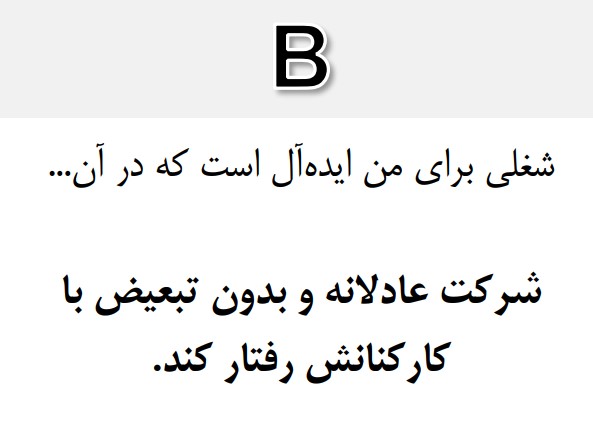 B
شغلی برای من ایده‌آل است که در آن...
شرکت عادلانه و بدون تبعیض با
کارکنانش رفتار کند.